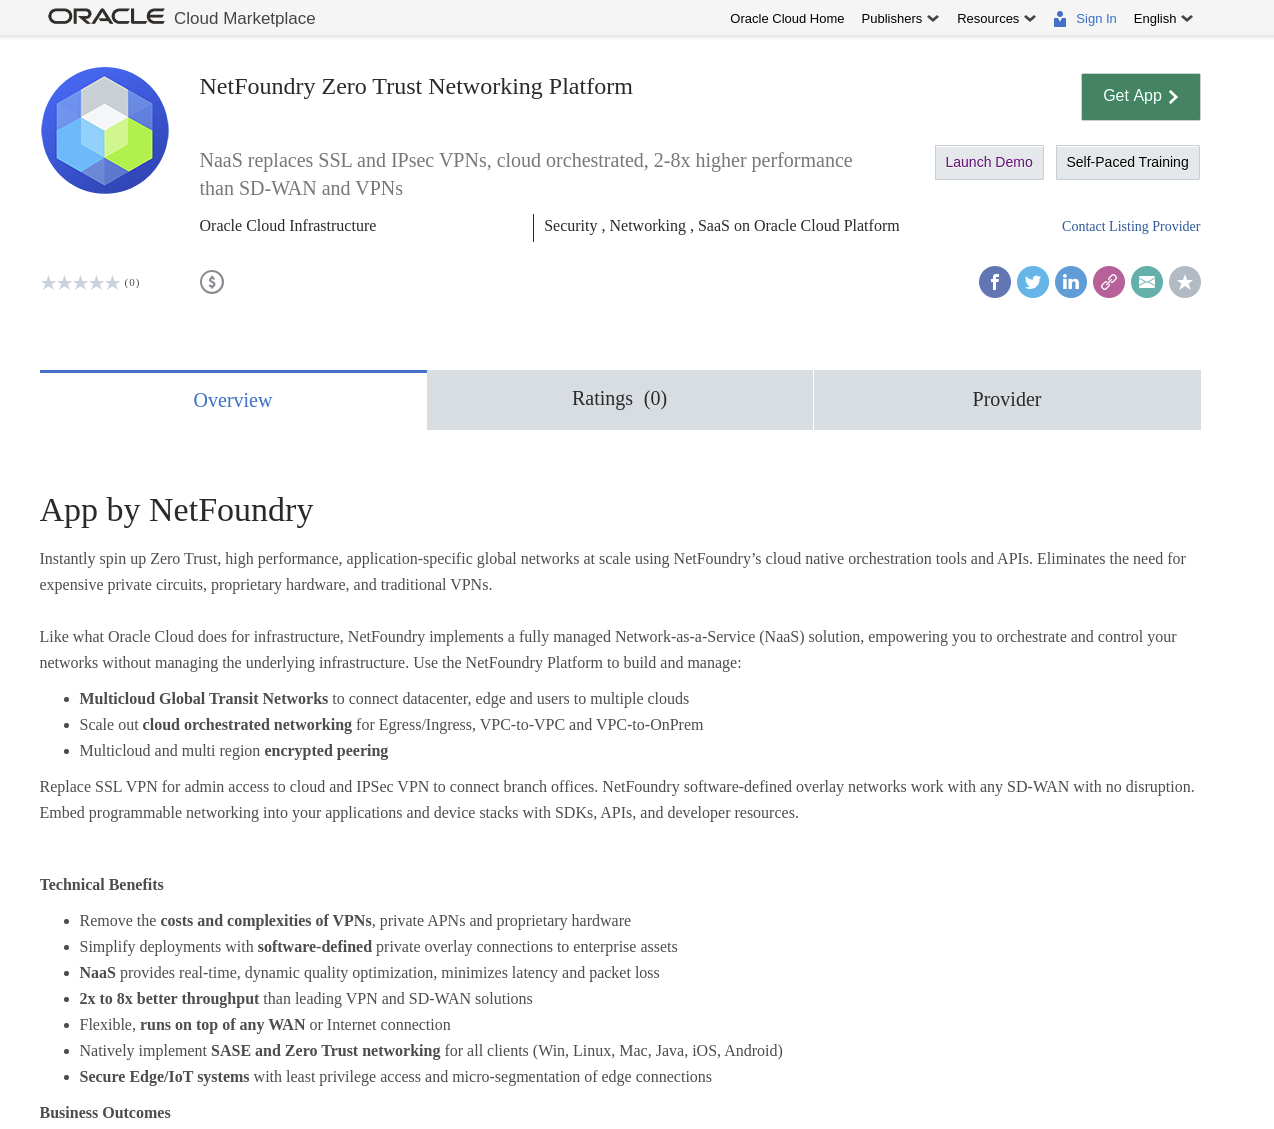 ORACLE Cloud Marketplace
Oracle Cloud Home Publishers Resources Sign In English
NetFoundry Zero Trust Networking Platform
Get App
NaaS replaces SSL and IPsec VPNs, cloud orchestrated, 2-8x higher performance
than SD-WAN and VPNs
Launch Demo Self-Paced Training
Oracle Cloud Infrastructure
Security , Networking , SaaS on Oracle Cloud Platform
Contact Listing Provider
(0)
$
Overview
Ratings (0)
Provider
App by NetFoundry
Instantly spin up Zero Trust, high performance, application-specific global networks at scale using NetFoundry’s cloud native orchestration tools and APIs. Eliminates the need for
expensive private circuits, proprietary hardware, and traditional VPNs.
Like what Oracle Cloud does for infrastructure, NetFoundry implements a fully managed Network-as-a-Service (NaaS) solution, empowering you to orchestrate and control your
networks without managing the underlying infrastructure. Use the NetFoundry Platform to build and manage:
• Multicloud Global Transit Networks to connect datacenter, edge and users to multiple clouds
• Scale out cloud orchestrated networking for Egress/Ingress, VPC-to-VPC and VPC-to-OnPrem
• Multicloud and multi region encrypted peering
Replace SSL VPN for admin access to cloud and IPSec VPN to connect branch offices. NetFoundry software-defined overlay networks work with any SD-WAN with no disruption.
Embed programmable networking into your applications and device stacks with SDKs, APIs, and developer resources.
Technical Benefits
• Remove the costs and complexities of VPNs, private APNs and proprietary hardware
• Simplify deployments with software-defined private overlay connections to enterprise assets
• NaaS provides real-time, dynamic quality optimization, minimizes latency and packet loss
• 2x to 8x better throughput than leading VPN and SD-WAN solutions
• Flexible, runs on top of any WAN or Internet connection
• Natively implement SASE and Zero Trust networking for all clients (Win, Linux, Mac, Java, iOS, Android)
• Secure Edge/IoT systems with least privilege access and micro-segmentation of edge connections
Business Outcomes